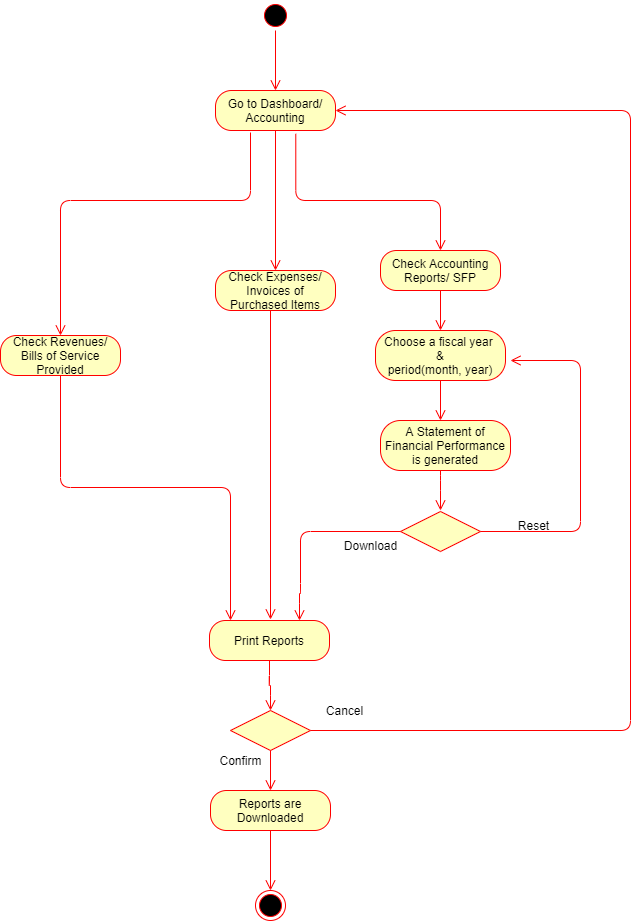 Go to Dashboard/
Accounting
Check Accounting
Reports/ SFP
Check Expenses/
Invoices of
Purchased Items
Check Revenues/
Bills of Service
Provided
Choose a fiscal year
&
period(month, year)
A Statement of
Financial Performance
is generated
Reset
Download
Print Reports
Cancel
Confirm
Reports are
Downloaded